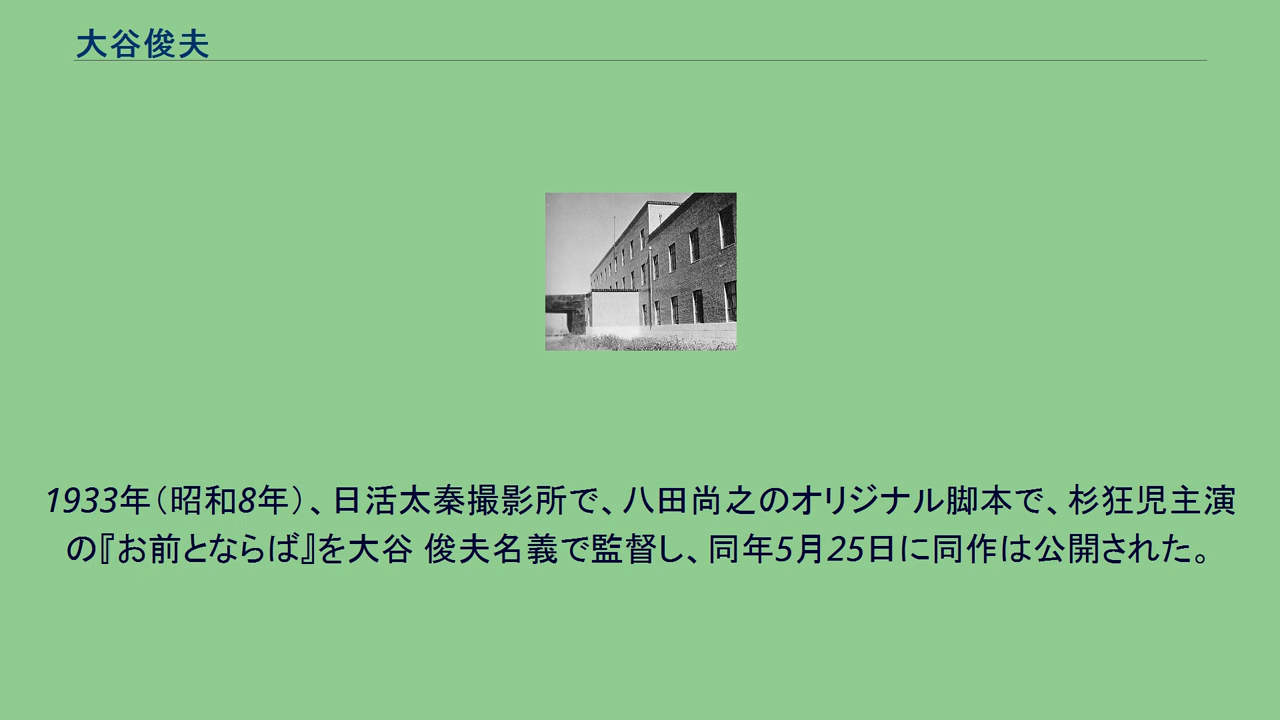 大谷俊夫
1933年（昭和8年）、日活太秦撮影所で、八田尚之のオリジナル脚本で、杉狂児主演
の『お前とならば』を大谷 俊夫名義で監督し、同年5月25日に同作は公開された。